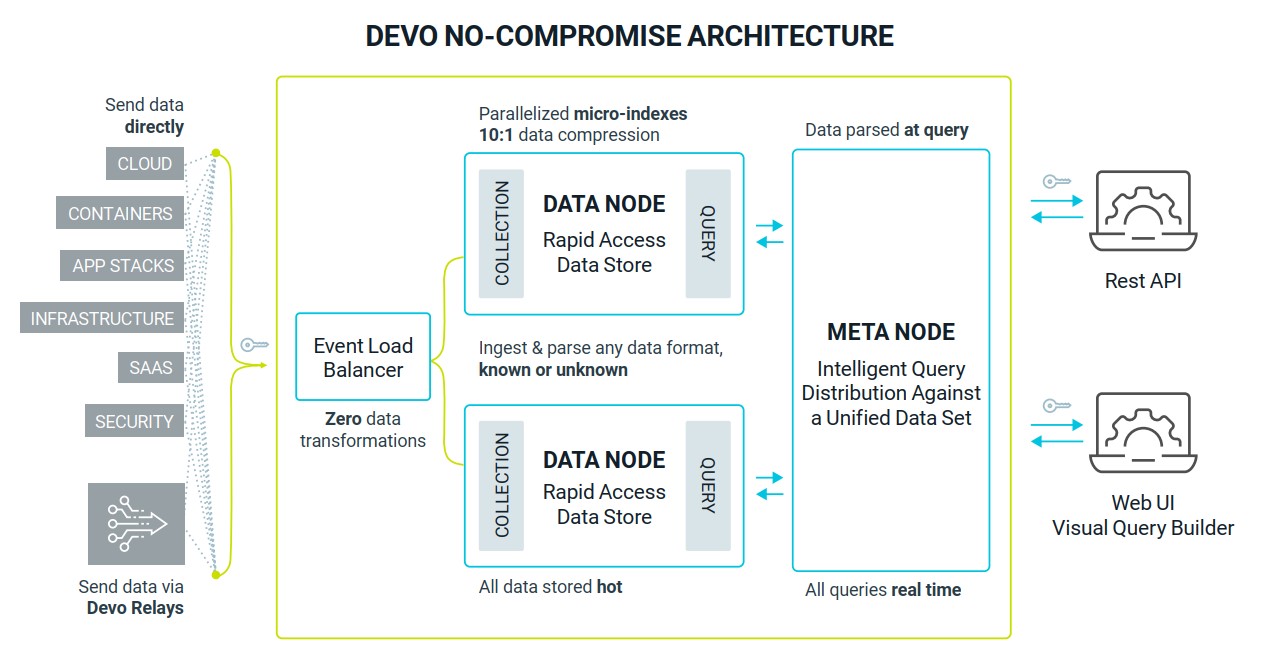 DEVO NO-COMPROMISE ARCHITECTURE
Send data
directly
CLOUD
CONTAINERS
APP STACKS
INFRASTRUCTURE
SAAS
SECURITY
Send data via
Devo Relays
Event Load
Balancer
Zero data
transformations
Parallelized micro-indexes
10:1 data compression
COLLECTION
DATA NODE
Rapid Access
Data Store
QUERY
Ingest & parse any data format,
known or unknown
COLLECTION
DATA NODE
Rapid Access
Data Store
QUERY
All data stored hot
Data parsed at query
META NODE
Intelligent Query
Distribution Against
a Unified Data Set
All queries real time
Rest API
Web UI
Visual Query Builder